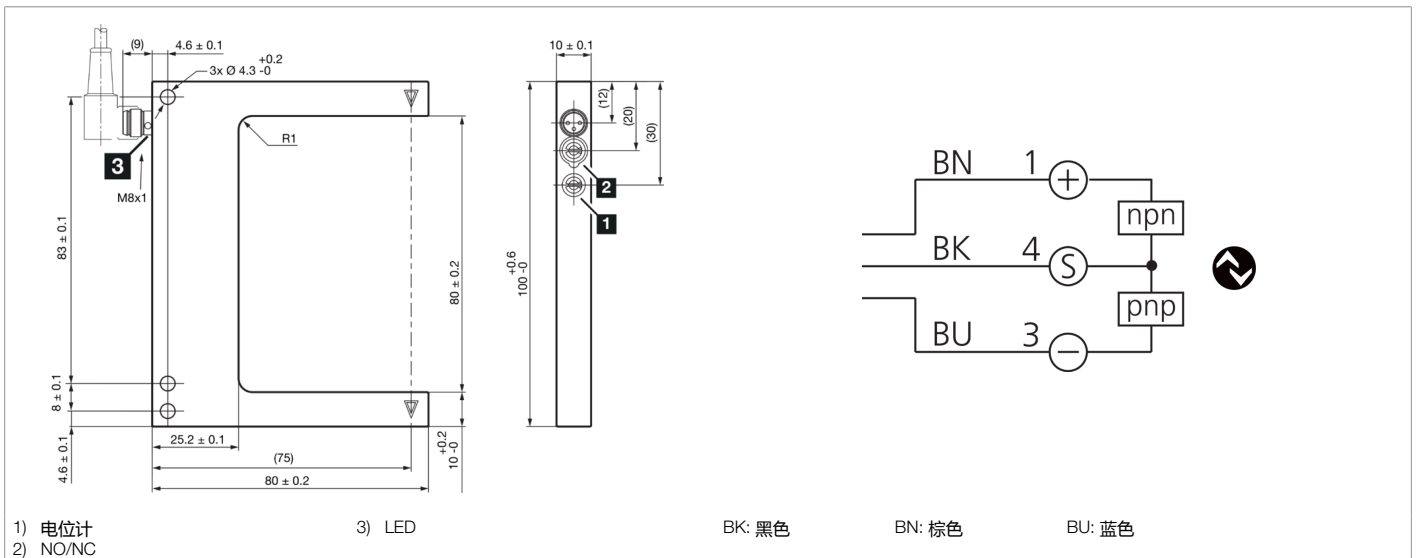 (9)
4.6 ± 0.1
+0.2
3x Ø 4.3 -0
R1
3
M8x1
83 ± 0.1
8 ± 0.1
4.6 ± 0.1
25.2 ± 0.1
(75)
80 ± 0.2
80 ± 0.2
+0.2
10 -0
10 ± 0.1
(12)
(20)
(30)
2
1
+0.6
100 -0
BN 1 +
npn
BK 4 S
pnp
BU 3 −
1) 电位计 3) LED BK: 黑色 BN: 棕色 BU: 蓝色
2) NO/NC